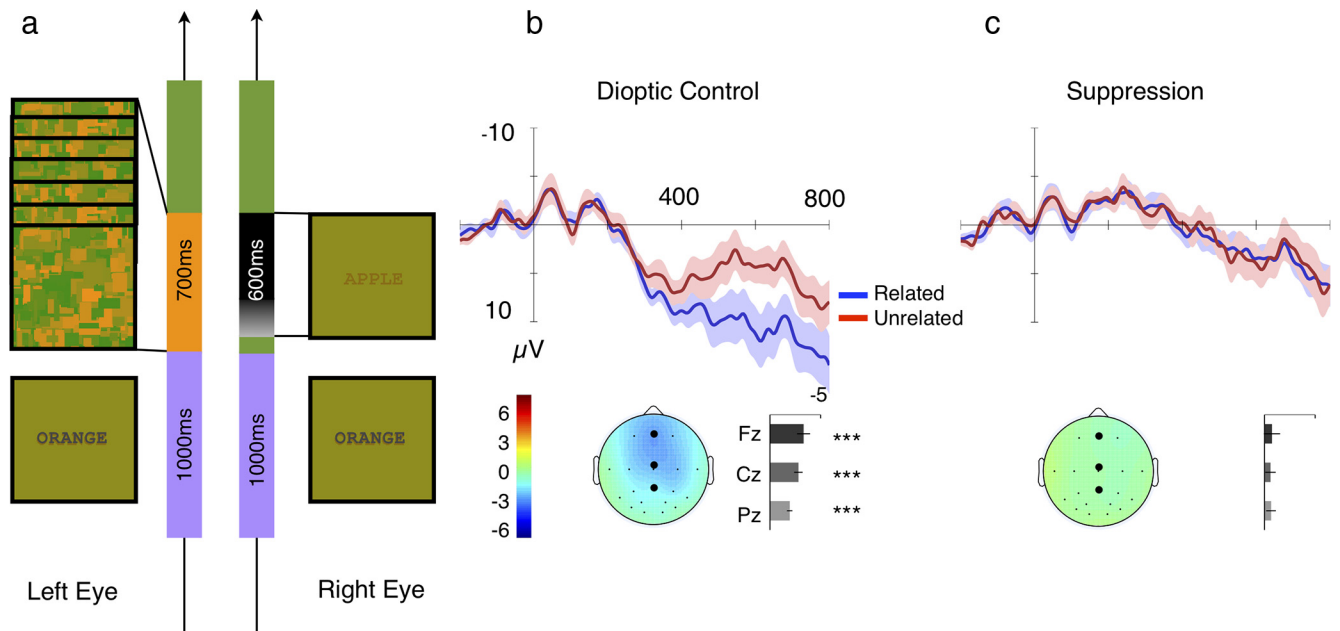 a
b
c
Dioptic Control
Suppression
-10
400
800
10
µV
Related
Unrelated
700ms
600ms
APPLE
1000ms
1000ms
ORANGE
ORANGE
Left Eye
Right Eye
6
3
0
-3
-6
-5
Fz
***
Cz
***
Pz
***